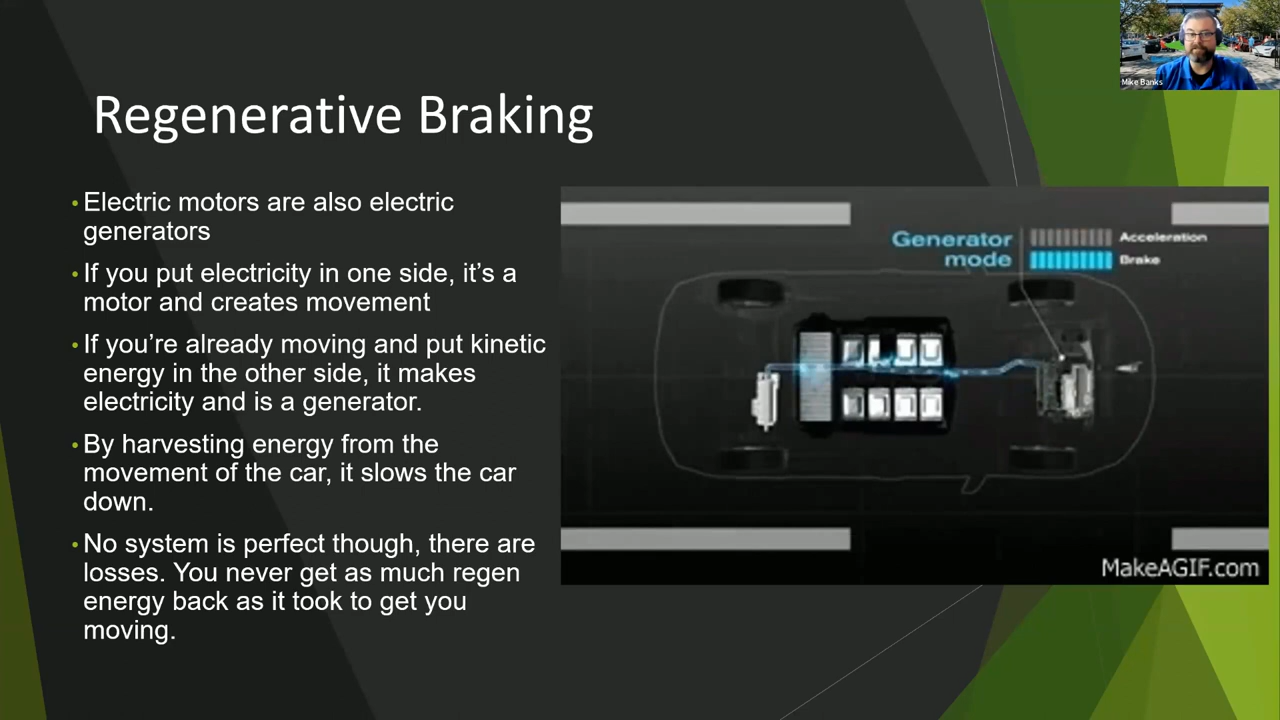 Mike Banks
Regenerative Braking
• Electric motors are also electric
generators
• If you put electricity in one side, it’s a
motor and creates movement
• If you’re already moving and put kinetic
energy in the other side, it makes
electricity and is a generator.
• By harvesting energy from the
movement of the car, it slows the car
down.
• No system is perfect though, there are
losses. You never get as much regen
energy back as it took to get you
moving.
Generator
mode
Acceleration
Brake
MakeAGIF.com